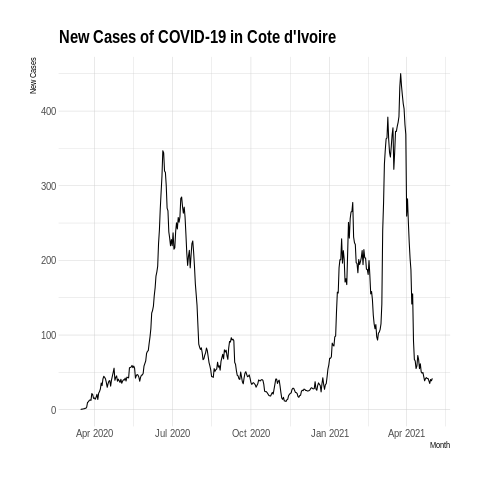 New Cases of COVID-19 in Cote d'Ivoire
New Cases
400
300
200
100
0
Apr 2020 Jul 2020 Oct 2020 Jan 2021 Apr 2021
Month